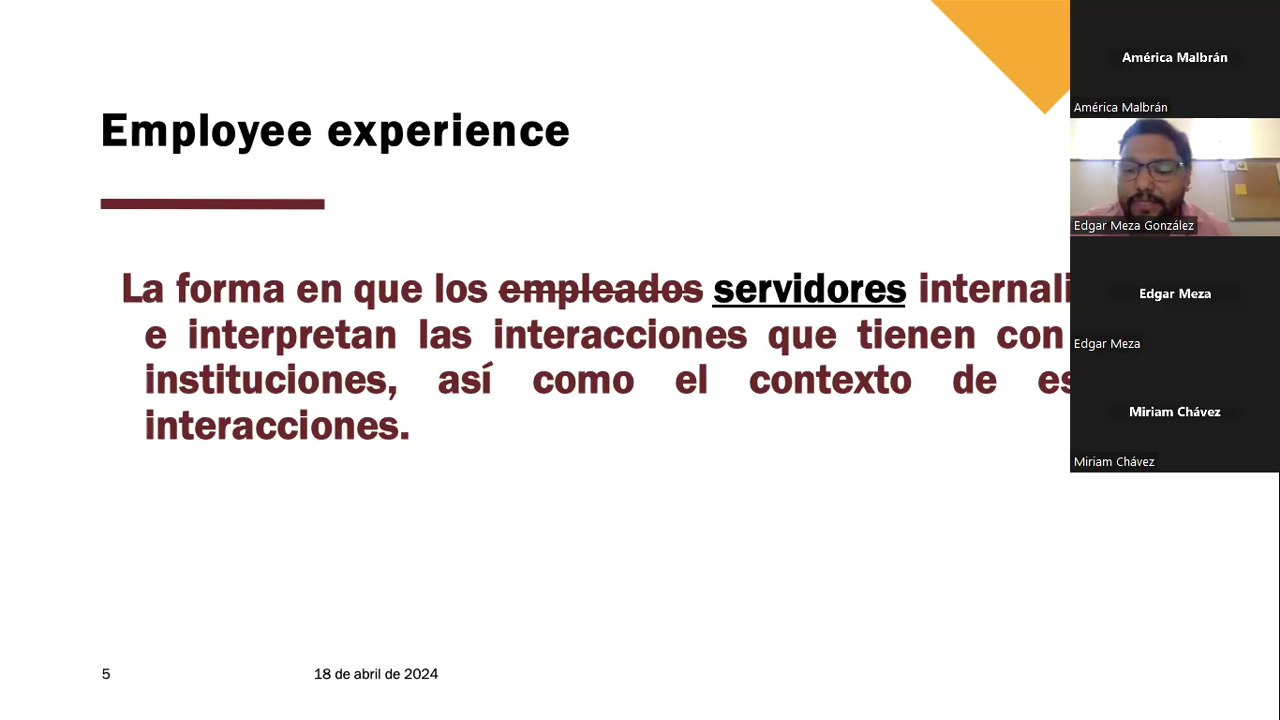 Employee experience
La forma en que los empleados servidores
e interpretan las interacciones que tienen con
instituciones, así como el contexto de
interacciones.
5
18 de abril de 2024
América Malbrán
América Malbrán
Edgar Meza González
Edgar Meza
Edgar Meza
Miriam Chávez
Miriam Chávez